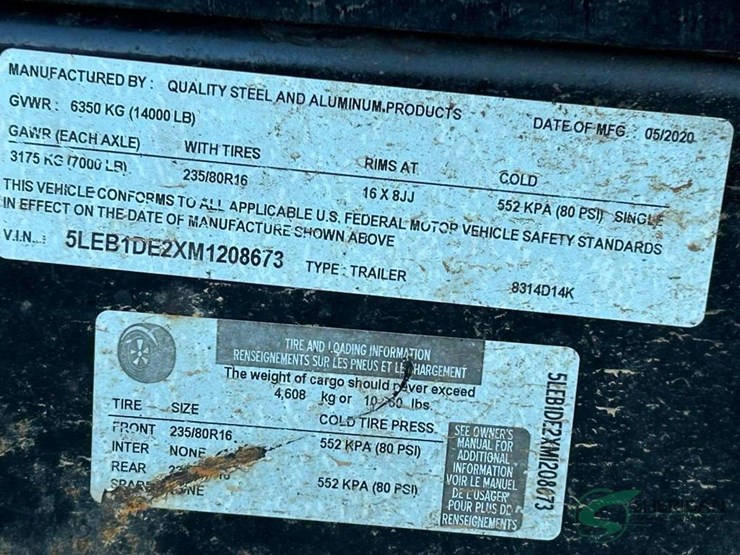 MANUFACTURED BY : QUALITY STEEL AND ALUMINUM PRODUCTS DATE OF MFG. 05/2020
GVWR : 6350 KG (14000 LB)
GAWR (EACH AXLE) WITH TIRES RIMS AT COLD
3175 KG (7000 LB) 235/80R16 16 X 8JJ 552 KPA (80 PSI) SINGLE
THIS VEHICLE CONFORMS TO ALL APPLICABLE U.S. FEDERAL MOTOR VEHICLE SAFETY STANDARDS
IN EFFECT ON THE DATE OF MANUFACTURE SHOWN ABOVE
V.I.N..: 5LEB1DE2XM1208673 TYPE : TRAILER 8314D14K
TIRE AND LOADING INFORMATION
RENSEIGNEMENTS SUR LES PNEUS ET LE CHARGEMENT
The weight of cargo should never exceed
4,608 kg or lbs.
TIRE SIZE COLD TIRE PRESS.
FRONT 235/80R16 552 KPA (80 PSI)
INTER NONE
REAR 552 KPA (80 PSI)
SPARE
SEE OWNER'S
MANUAL FOR
ADDITIONAL
INFORMATION
VOIR LE MANUEL
DE L'USAGER
POUR PLUS DE
RENSEIGNEMENTS
5LEB1DE2XM1208673